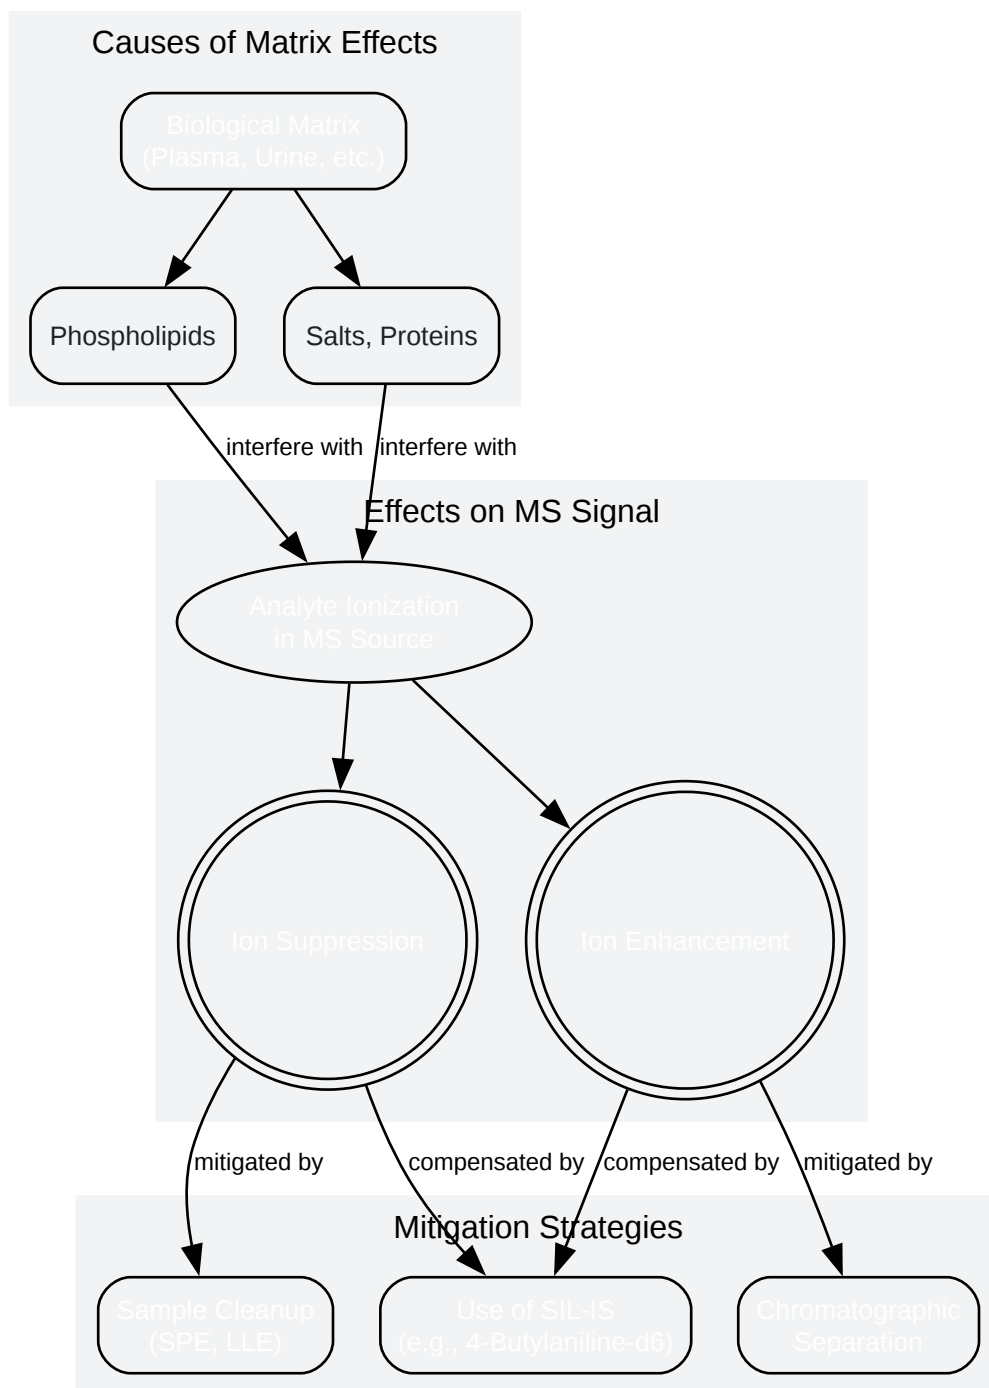 Causes of Matrix Effects
Biological Matrix
(Plasma, Urine, etc.)
Phospholipids
Salts, Proteins
interfere with
interfere with
Effects on MS Signal
Analyte Ionization
in MS Source
Ion Suppression
Ion Enhancement
mitigated by
compensated by
compensated by
mitigated by
Mitigation Strategies
Sample Cleanup
(SPE, LLE)
Use of SIL-IS
(e.g., 4-Butylaniline-d6)
Chromatographic
Separation